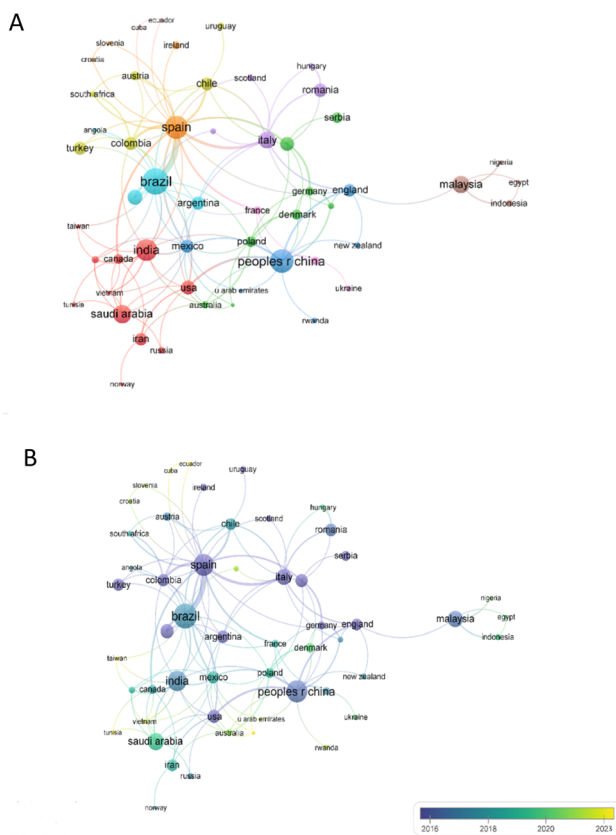 A
ecuador
cuba
uruguay
slovenia
ireland
croatia
hungary
austria
chile
scotland
romania
south africa
spain
serbia
angola
italy
turkey
colombia
nigeria
brazil
germany
england
malaysia
egypt
argentina
indonesia
france
denmark
taiwan
india
mexico
poland
new zealand
canada
peoples r china
vietnam
usa
u arab emirates
ukraine
tunisia
saudi arabia
australia
rwanda
iran
russia
norway
B
ecuador
cuba
uruguay
slovenia
ireland
croatia
hungary
austria
chile
scotland
romania
south africa
spain
serbia
angola
italy
turkey
colombia
nigeria
brazil
germany
england
malaysia
egypt
argentina
indonesia
france
denmark
taiwan
india
mexico
poland
new zealand
canada
peoples r china
vietnam
usa
u arab emirates
ukraine
tunisia
saudi arabia
australia
rwanda
iran
russia
norway
2016 2018 2020 2023